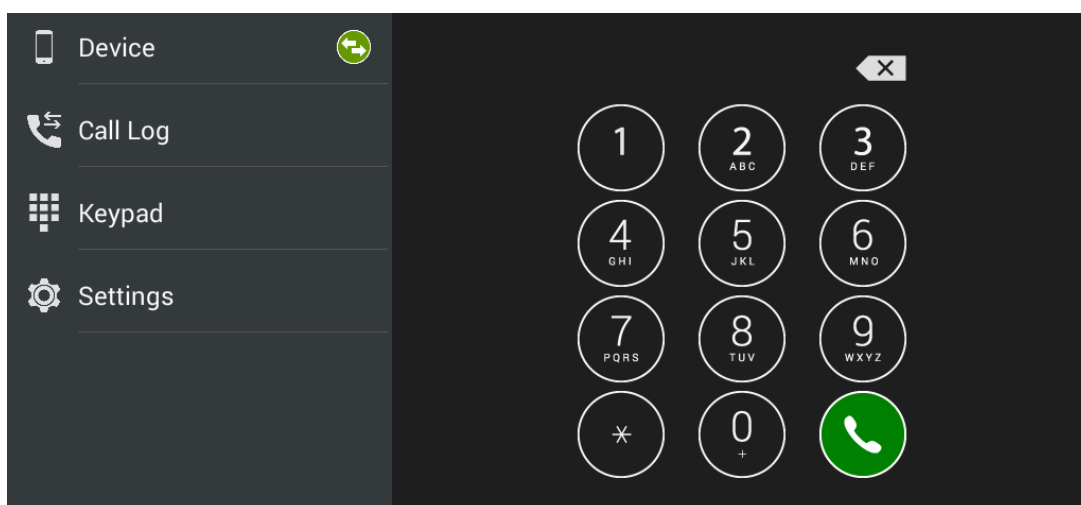 Device
Call Log
Keypad
Settings
1 2 3
ABC DEF
4 5 6
GHI JKL MNO
7 8 9
PQRS TUV WXYZ
* 0
+